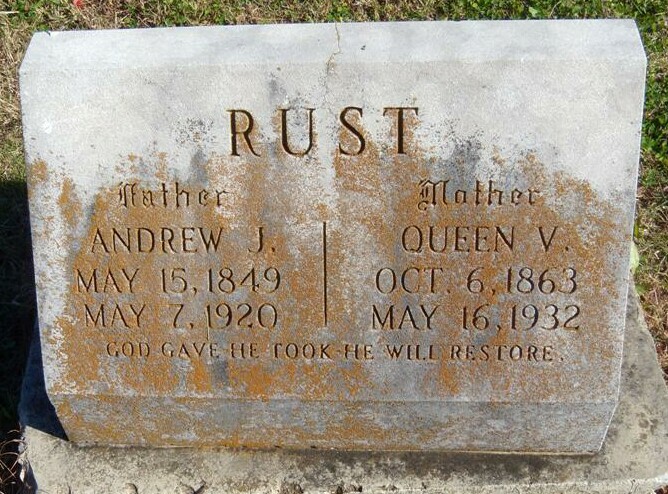 RUST
Father Mother
ANDREW J. QUEEN V.
MAY 15, 1849 OCT. 6, 1863
MAY 7, 1920 MAY 16, 1932
GOD GAVE HE TOOK HE WILL RESTORE.